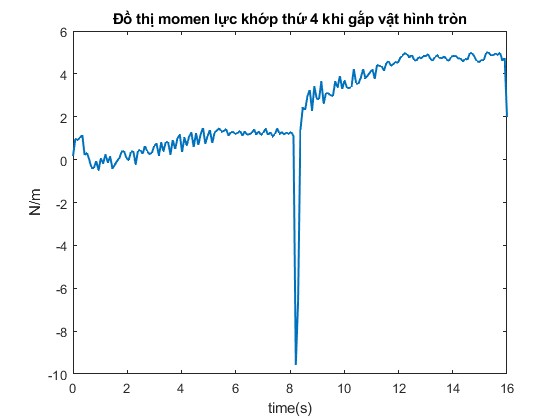 Đồ thị momen lực khớp thứ 4 khi gắp vật hình tròn
6
4
2
0
-2
-4
-6
-8
-10
N/m
0 2 4 6 8 10 12 14 16
time(s)